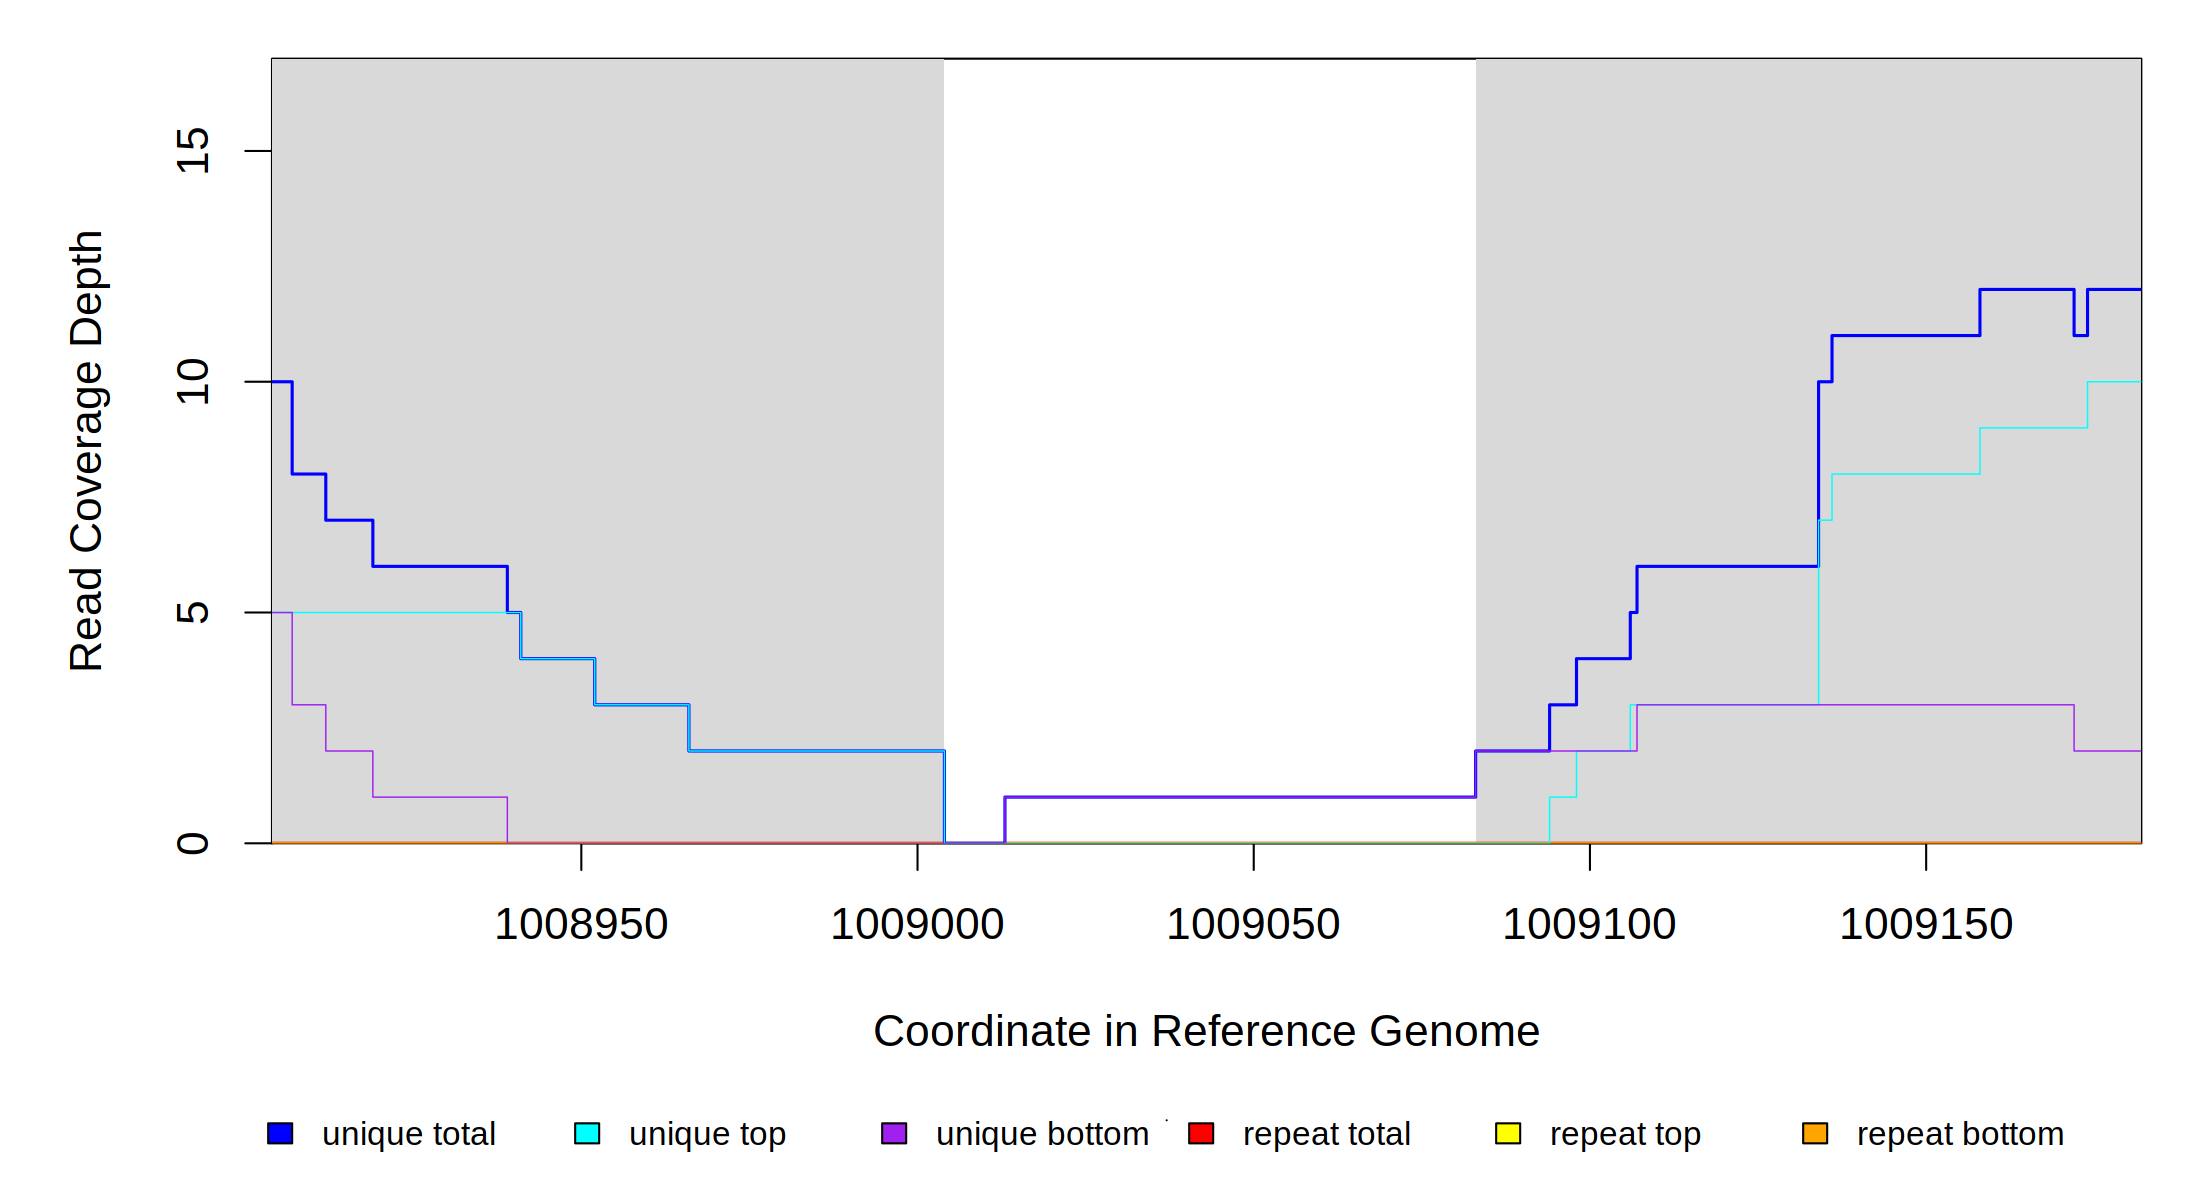 15
10
5
0
Read Coverage Depth
1008950 1009000 1009050 1009100 1009150
Coordinate in Reference Genome
unique total unique top unique bottom repeat total repeat top repeat bottom